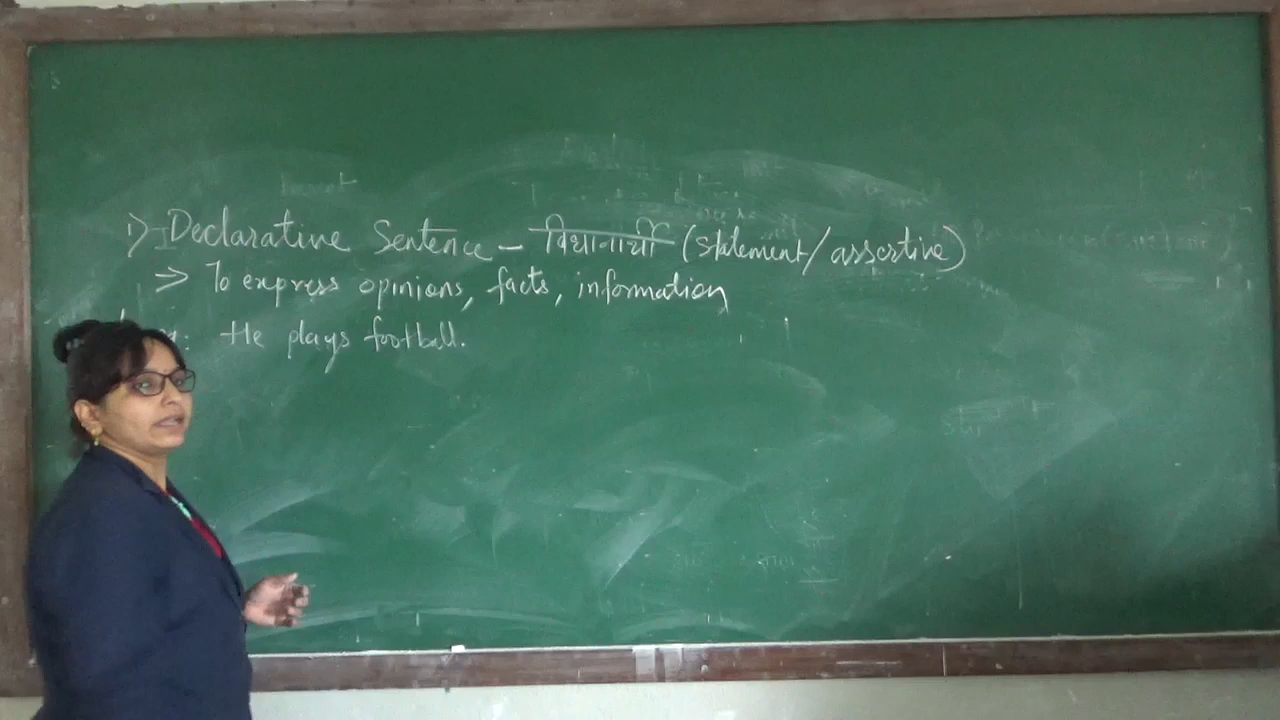 1) Declarative Sentence - विधानार्थी (statement/assertive)
=> To express opinions, facts, information
He plays football.